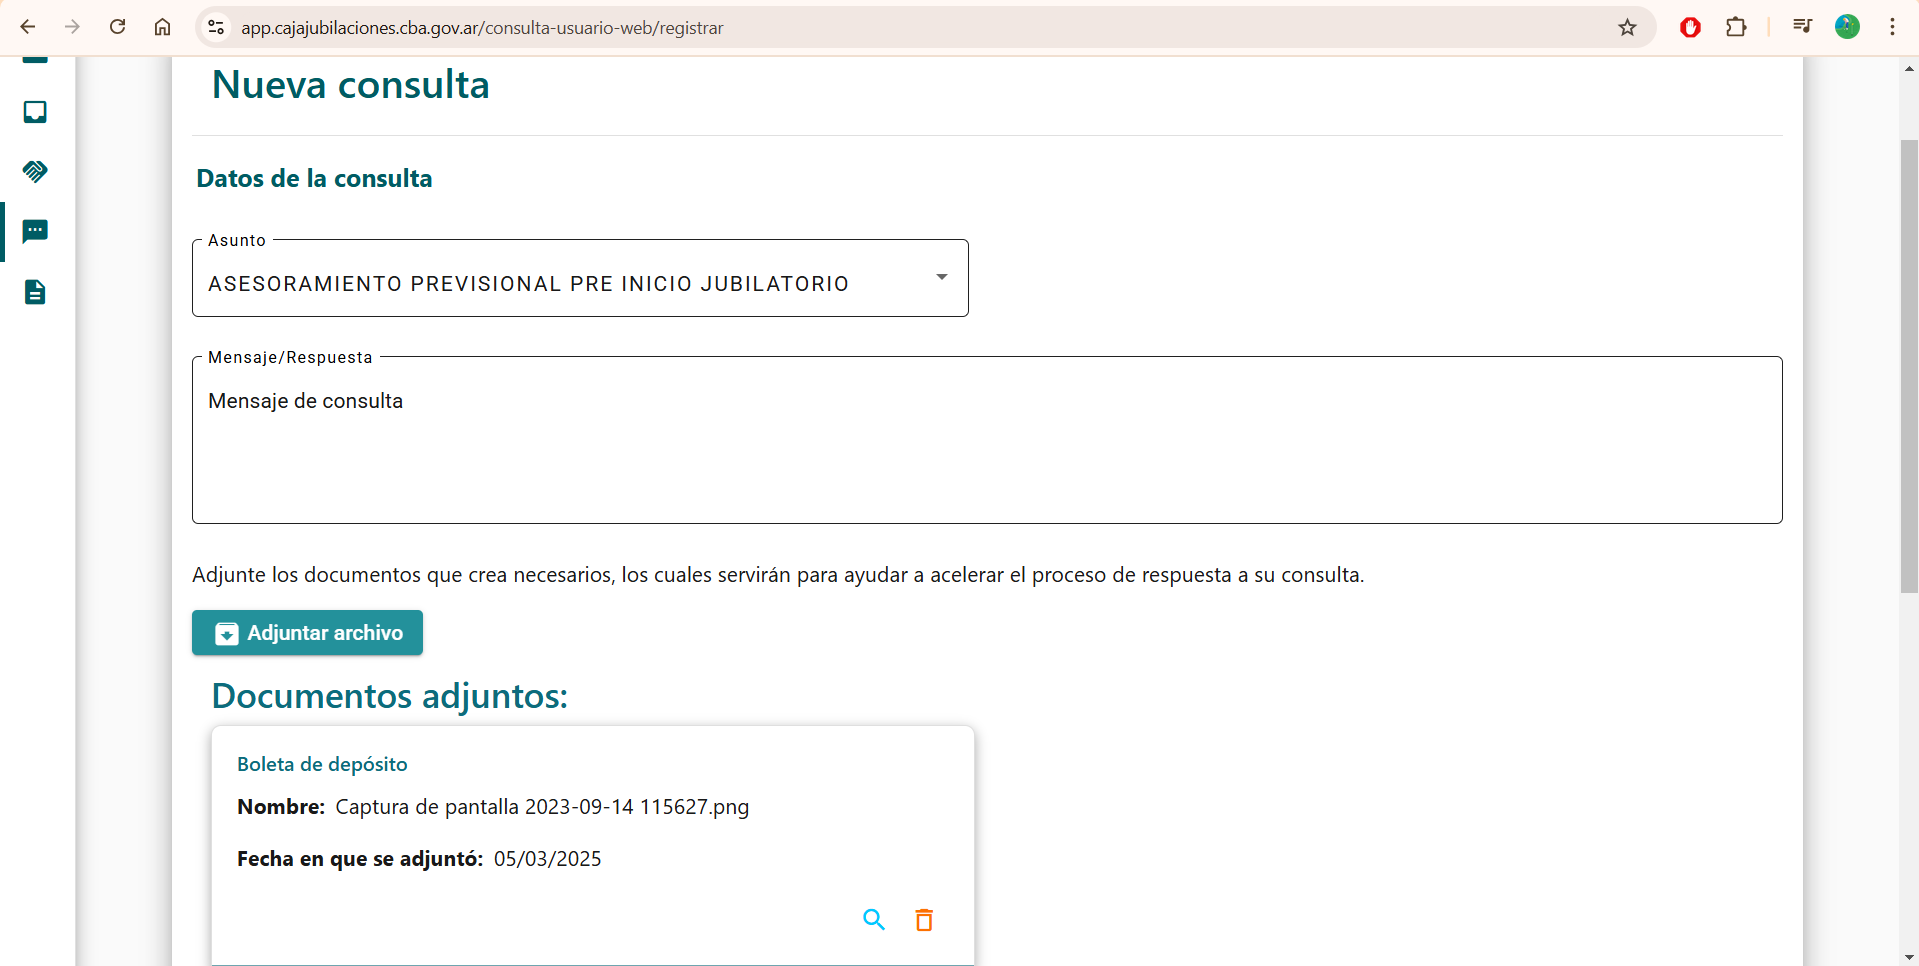 app.cajajubilaciones.cba.gov.ar/consulta-usuario-web/registrar
Nueva consulta
Datos de la consulta
Asunto
ASESORAMIENTO PREVISIONAL PRE INICIO JUBILATORIO
Mensaje/Respuesta
Mensaje de consulta
Adjunte los documentos que crea necesarios, los cuales servirán para ayudar a acelerar el proceso de respuesta a su consulta.
Adjuntar archivo
Documentos adjuntos:
Boleta de depósito
Nombre: Captura de pantalla 2023-09-14 115627.png
Fecha en que se adjuntó: 05/03/2025